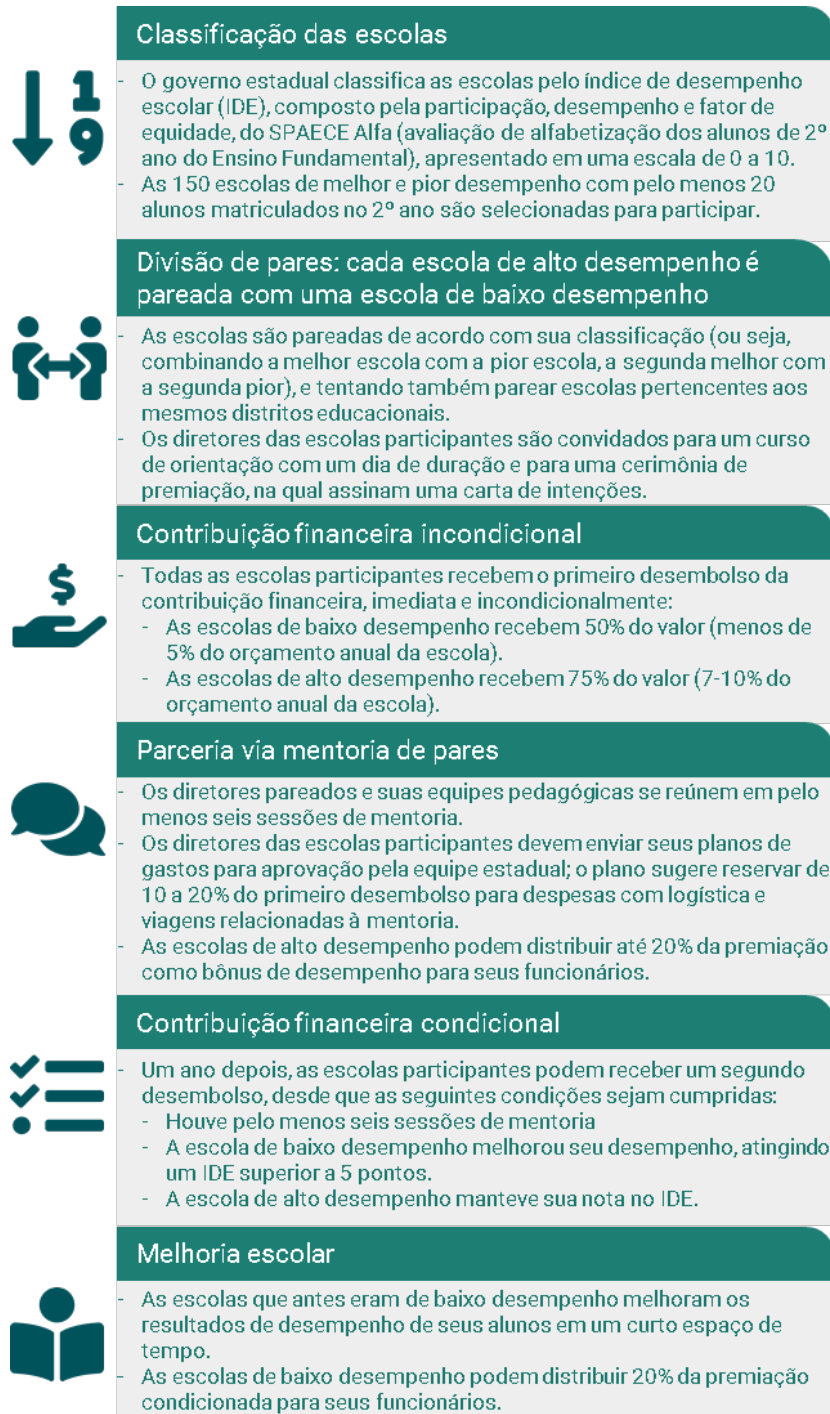 Classificação das escolas
1
9
- O governo estadual classifica as escolas pelo índice de desempenho
escolar (IDE), composto pela participação, desempenho e fator de
equidade, do SPAECE Alfa (avaliação de alfabetização dos alunos de 2º
ano do Ensino Fundamental), apresentado em uma escala de 0 a 10.
- As 150 escolas de melhor e pior desempenho com pelo menos 20
alunos matriculados no 2º ano são selecionadas para participar.
Divisão de pares: cada escola de alto desempenho é
pareada com uma escola de baixo desempenho
- As escolas são pareadas de acordo com sua classificação (ou seja,
combinando a melhor escola com a pior escola, a segunda melhor com
a segunda pior), e tentando também parear escolas pertencentes aos
mesmos distritos educacionais.
- Os diretores das escolas participantes são convidados para um curso
de orientação com um dia de duração e para uma cerimônia de
premiação, na qual assinam uma carta de intenções.
Contribuição financeira incondicional
$
- Todas as escolas participantes recebem o primeiro desembolso da
contribuição financeira, imediata e incondicionalmente:
- As escolas de baixo desempenho recebem 50% do valor (menos de
5% do orçamento anual da escola).
- As escolas de alto desempenho recebem 75% do valor (7-10% do
orçamento anual da escola).
Parceria via mentoria de pares
- Os diretores pareados e suas equipes pedagógicas se reúnem em pelo
menos seis sessões de mentoria.
- Os diretores das escolas participantes devem enviar seus planos de
gastos para aprovação pela equipe estadual; o plano sugere reservar de
10 a 20% do primeiro desembolso para despesas com logística e
viagens relacionadas à mentoria.
- As escolas de alto desempenho podem distribuir até 20% da premiação
como bônus de desempenho para seus funcionários.
Contribuição financeira condicional
- Um ano depois, as escolas participantes podem receber um segundo
desembolso, desde que as seguintes condições sejam cumpridas:
- Houve pelo menos seis sessões de mentoria
- A escola de baixo desempenho melhorou seu desempenho, atingindo
um IDE superior a 5 pontos.
- A escola de alto desempenho manteve sua nota no IDE.
Melhoria escolar
- As escolas que antes eram de baixo desempenho melhoram os
resultados de desempenho de seus alunos em um curto espaço de
tempo.
- As escolas de baixo desempenho podem distribuir 20% da premiação
condicionada para seus funcionários.